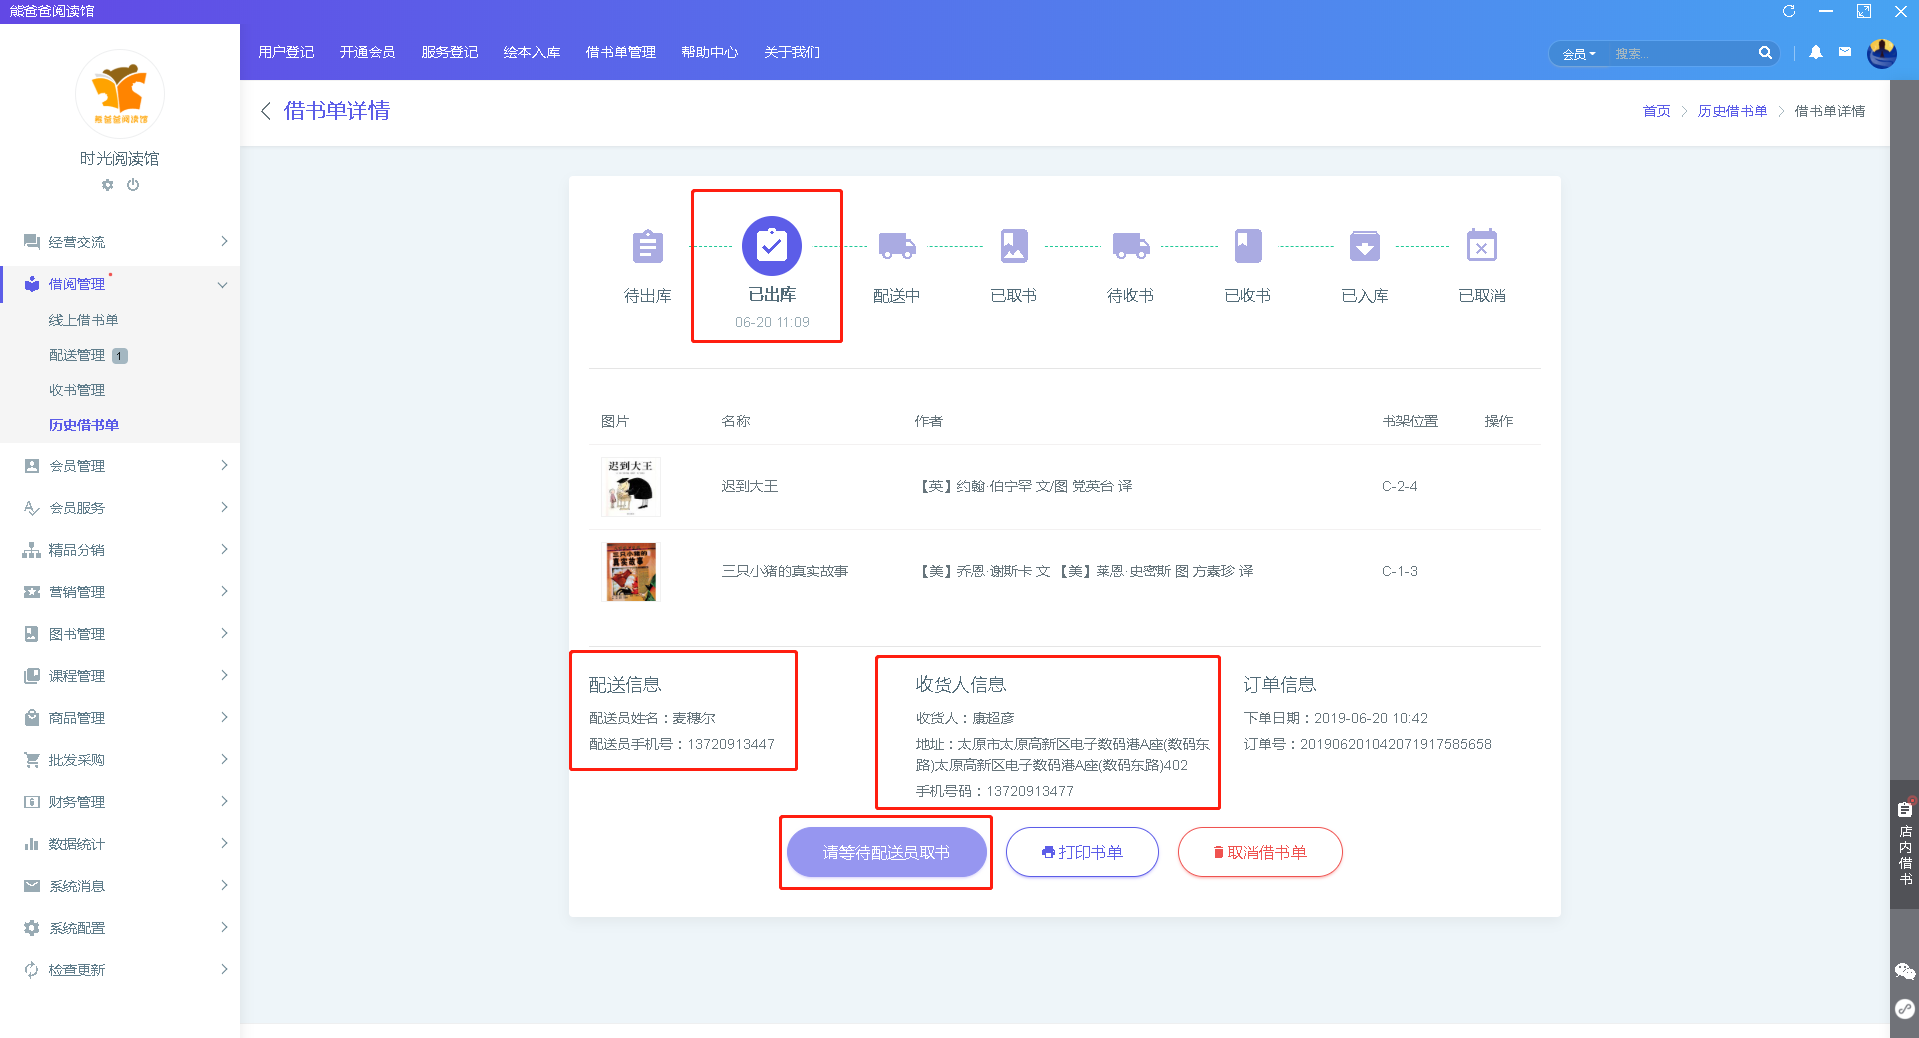 熊爸爸阅读馆
用户登记 开通会员 服务登记 绘本入库 借书单管理 帮助中心 关于我们
会员 搜索...
熊爸爸阅读馆
时光阅读馆
经营交流
借阅管理
线上借书单
配送管理 1
收书管理
历史借书单
会员管理
会员服务
精品分销
营销管理
图书管理
课程管理
商品管理
批发采购
财务管理
数据统计
系统消息
系统配置
检查更新
借书单详情
首页 历史借书单 借书单详情
待出库 已出库 配送中 已取书 待收书 已收书 已入库 已取消
06-20 11:09
图片 名称 作者 书架位置 操作
迟到大王
迟到大王 【英】约翰·伯宁罕 文/图 党英台 译 C-2-4
三只小猪的
真实故事
三只小猪的真实故事 【美】乔恩·谢斯卡 文 【美】莱恩·史密斯 图 方素珍 译 C-1-3
配送信息
配送员姓名：麦穗尔
配送员手机号：13720913447
收货人信息
收货人：康超彦
地址：太原市太原高新区电子数码港A座(数码东
路)太原高新区电子数码港A座(数码东路)402
手机号码：13720913477
订单信息
下单日期：2019-06-20 10:42
订单号：201906201042071917585658
请等待配送员取书 打印书单 取消借书单
店内借书